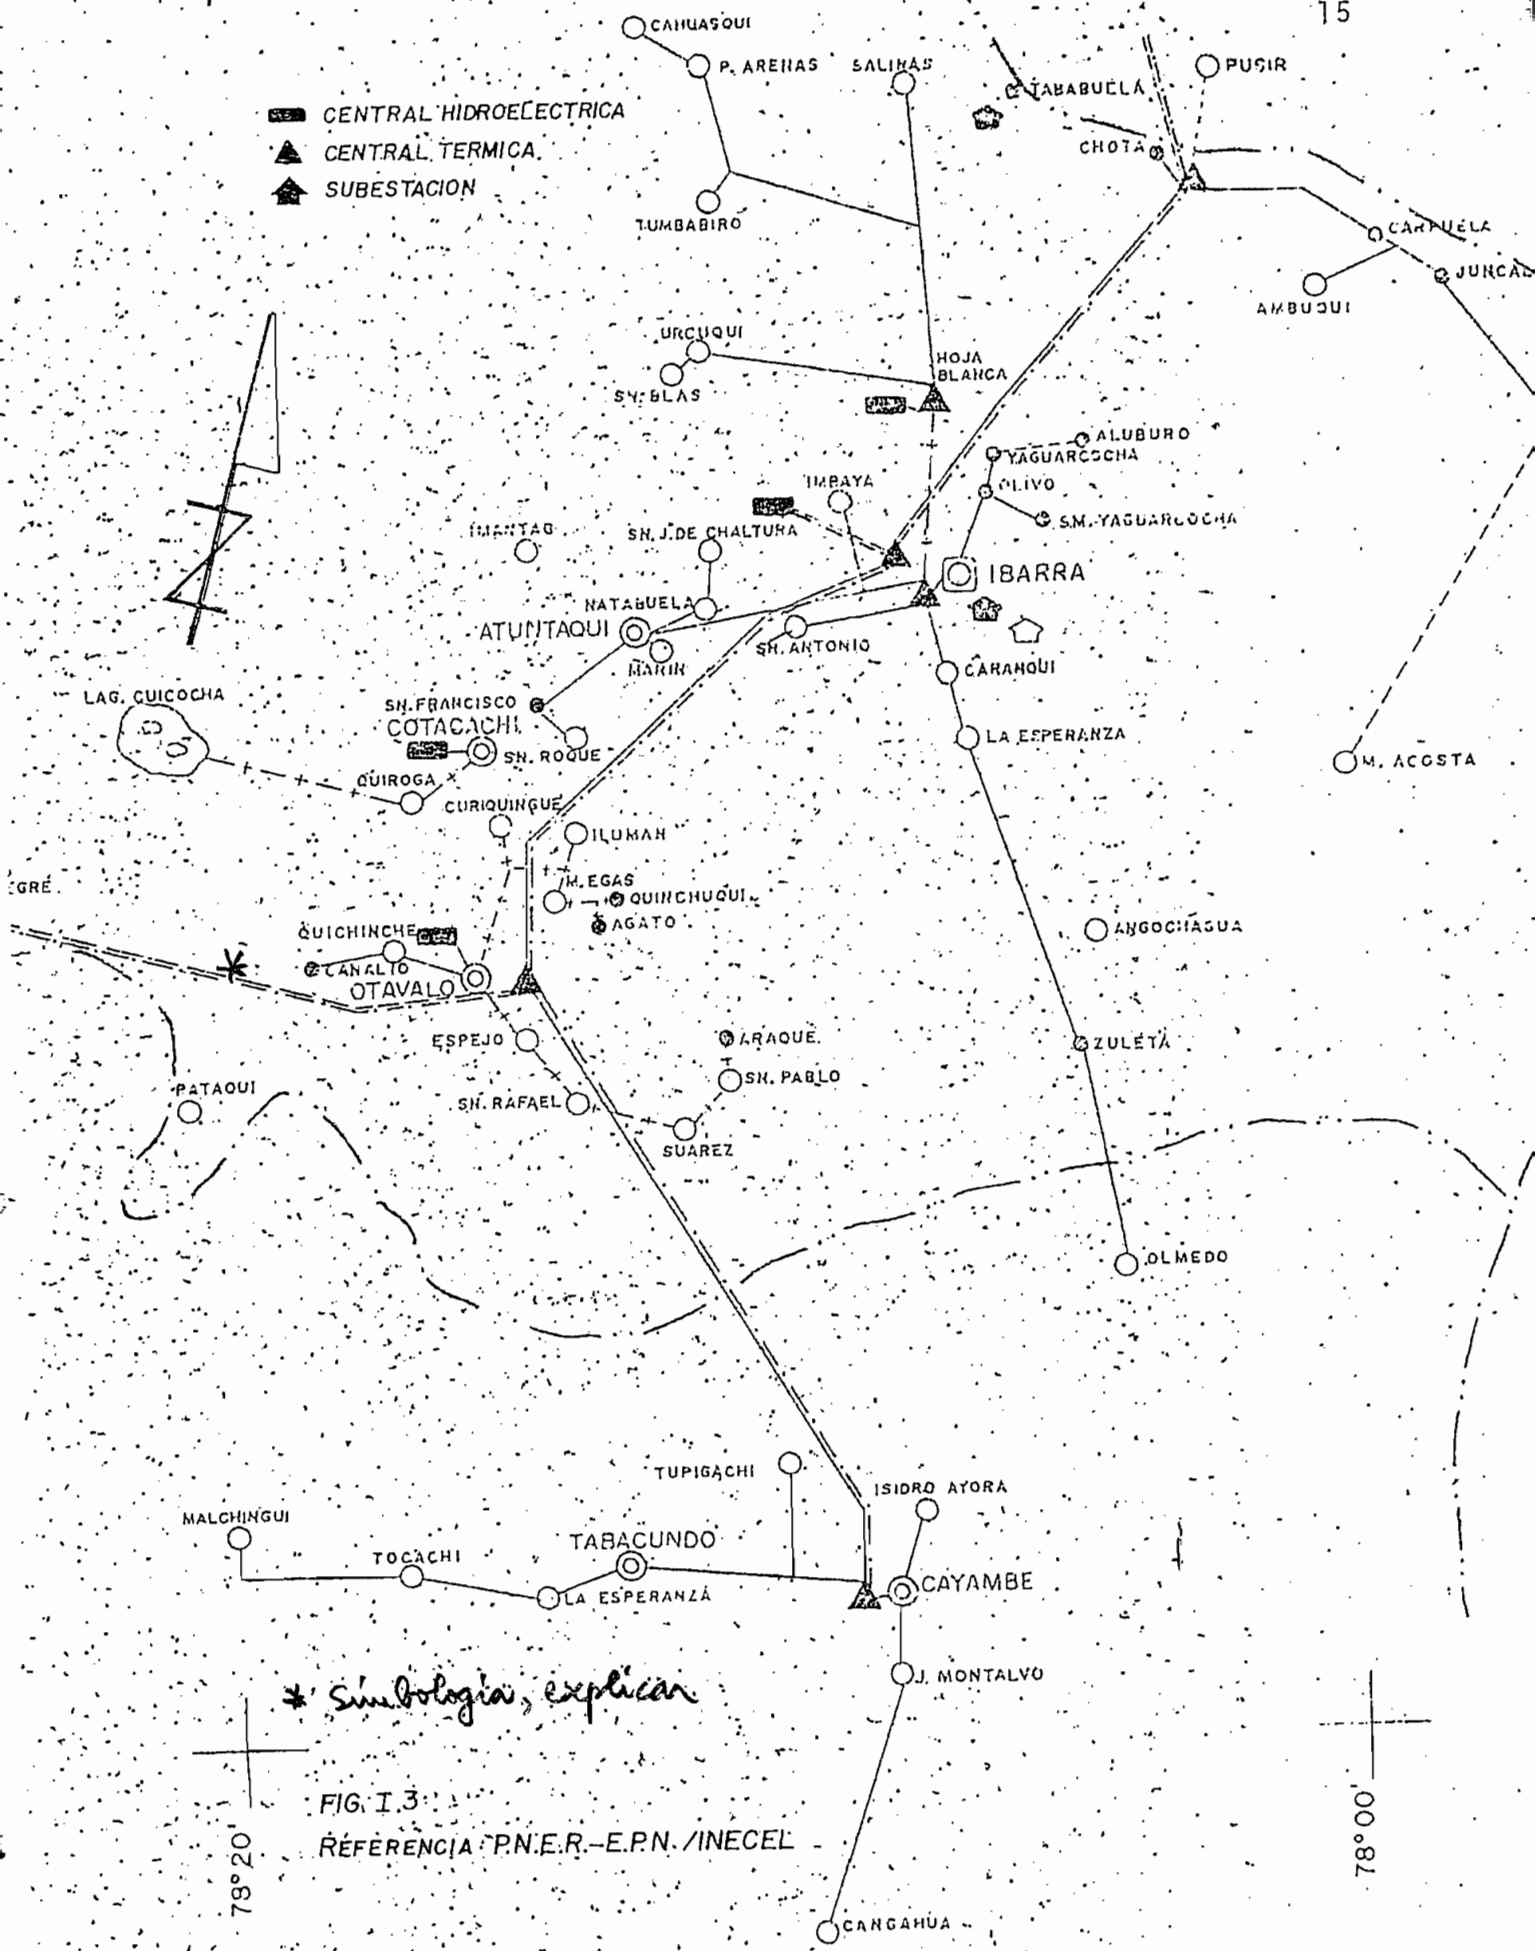 15
CAHUASQUI
P. ARENAS
SALINAS
PUSIR
TABABUELA
CENTRAL HIDROELECTRICA
CENTRAL TERMICA
SUBESTACION
CHOTA
TUMBABIRO
CARPUELA
JUNCAL
AMBUQUI
URCUQUI
HOJA
BLANCA
SN. BLAS
ALUBURO
YAGUARCOCHA
IMBAYA
OLIVO
S.M. YAGUARCOCHA
IMANTAG
SN. J. DE CHALTURA
IBARRA
NATABUELA
ATUNTAQUI
SN. ANTONIO
MARIN
CARANQUI
LAG. CUICOCHA
SN. FRANCISCO
COTACACHI
SN. ROQUE
LA ESPERANZA
M. ACOSTA
QUIROGA
CURIQUINGUE
ILUMAN
M. EGAS
GRE.
QUINCHUQUI
AGATO
ANGOCHAGUA
QUICHINCHE
*
CANALTO
OTAVALO
ESPEJO
ARAQUE
ZULETA
SN. PABLO
PATAQUI
SN. RAFAEL
SUAREZ
OLMEDO
TUPIGACHI
ISIDRO AYORA
MALCHINGUI
TABACUNDO
TOCACHI
CAYAMBE
LA ESPERANZA
J. MONTALVO
* Simbología, explicar
FIG. I.3
REFERENCIA P.N.E.R.-E.P.N./INECEL
78°20'
78°00'
CANGAHUA